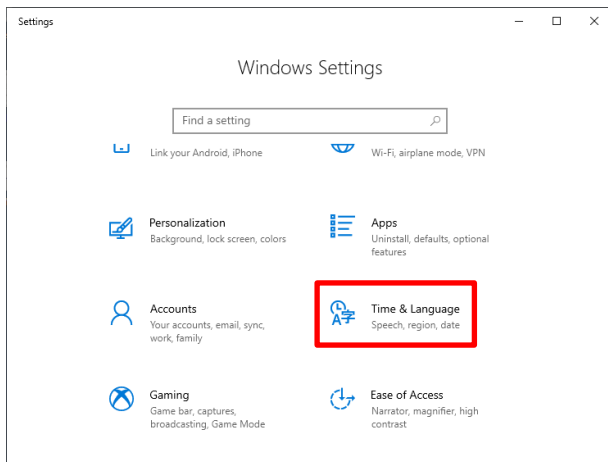 Settings
Windows Settings
Find a setting
Link your Android, iPhone
Wi-Fi, airplane mode, VPN
Personalization
Background, lock screen, colors
Apps
Uninstall, defaults, optional
features
Accounts
Your accounts, email, sync,
work, family
Time & Language
Speech, region, date
Gaming
Game bar, captures,
broadcasting, Game Mode
Ease of Access
Narrator, magnifier, high
contrast